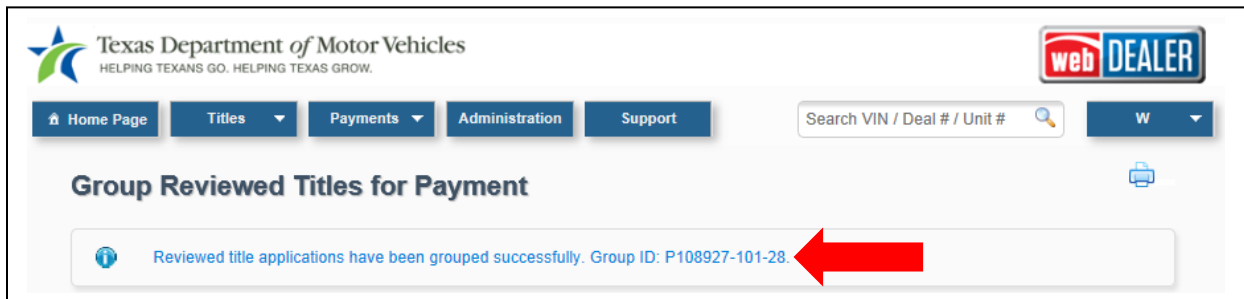 Texas Department of Motor Vehicles
HELPING TEXANS GO. HELPING TEXAS GROW.
web DEALER
Home Page Titles Payments Administration Support Search VIN / Deal # / Unit # W
Group Reviewed Titles for Payment
Reviewed title applications have been grouped successfully. Group ID: P108927-101-28.